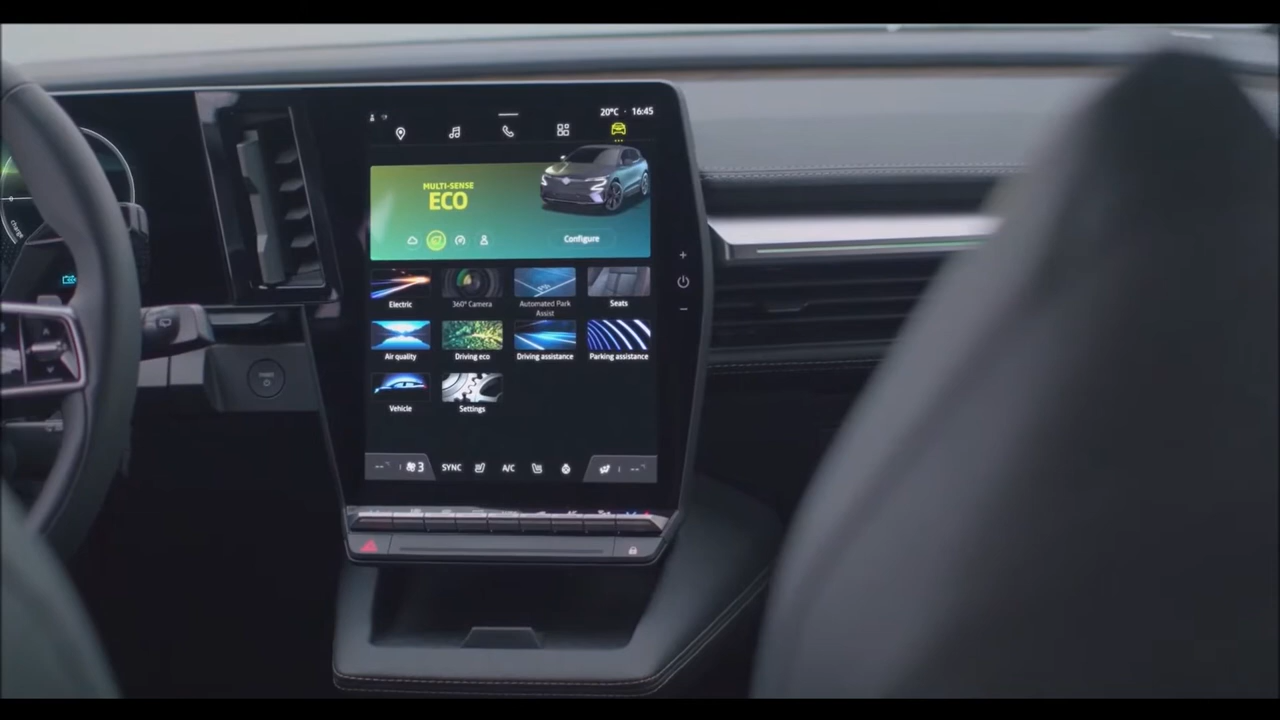 20°C · 16:45
MULTI-SENSE
ECO
Configure
Electric
360° Camera
Automated Park
Assist
Seats
Air quality
Driving eco
Driving assistance
Parking assistance
Vehicle
Settings
3 SYNC A/C
charge